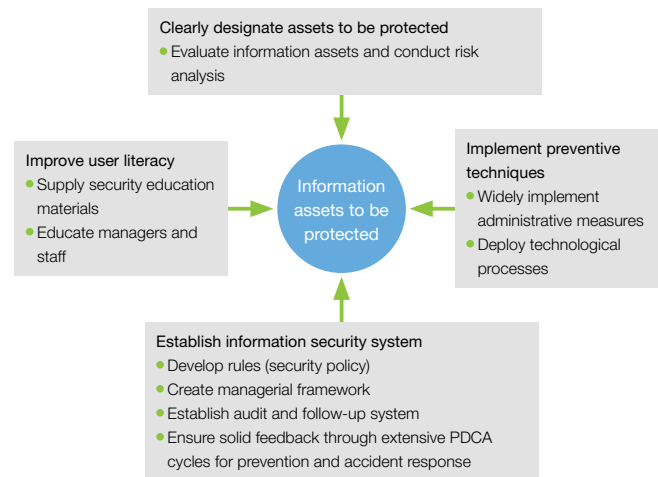 Clearly designate assets to be protected
Evaluate information assets and conduct risk
analysis
Improve user literacy
Supply security education
materials
Educate managers and
staff
Information
assets to be
protected
Implement preventive
techniques
Widely implement
administrative measures
Deploy technological
processes
Establish information security system
Develop rules (security policy)
Create managerial framework
Establish audit and follow-up system
Ensure solid feedback through extensive PDCA
cycles for prevention and accident response